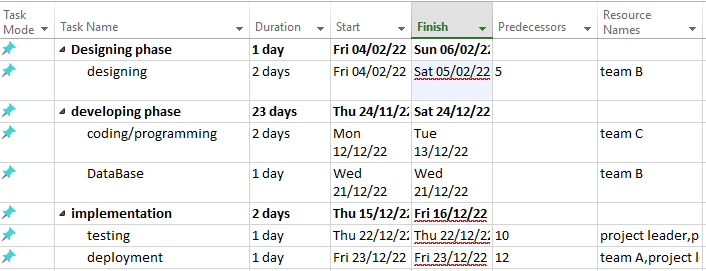 Task Mode Task Name Duration Start Finish Predecessors Resource Names
Designing phase 1 day Fri 04/02/22 Sun 06/02/22
designing 2 days Fri 04/02/22 Sat 05/02/22 5 team B
developing phase 23 days Thu 24/11/22 Sat 24/12/22
coding/programming 2 days Mon 12/12/22 Tue 13/12/22 team C
DataBase 1 day Wed 21/12/22 Wed 21/12/22 team B
implementation 2 days Thu 15/12/22 Fri 16/12/22
testing 1 day Thu 22/12/22 Thu 22/12/22 10 project leader,p
deployment 1 day Fri 23/12/22 Fri 23/12/22 12 team A,project l